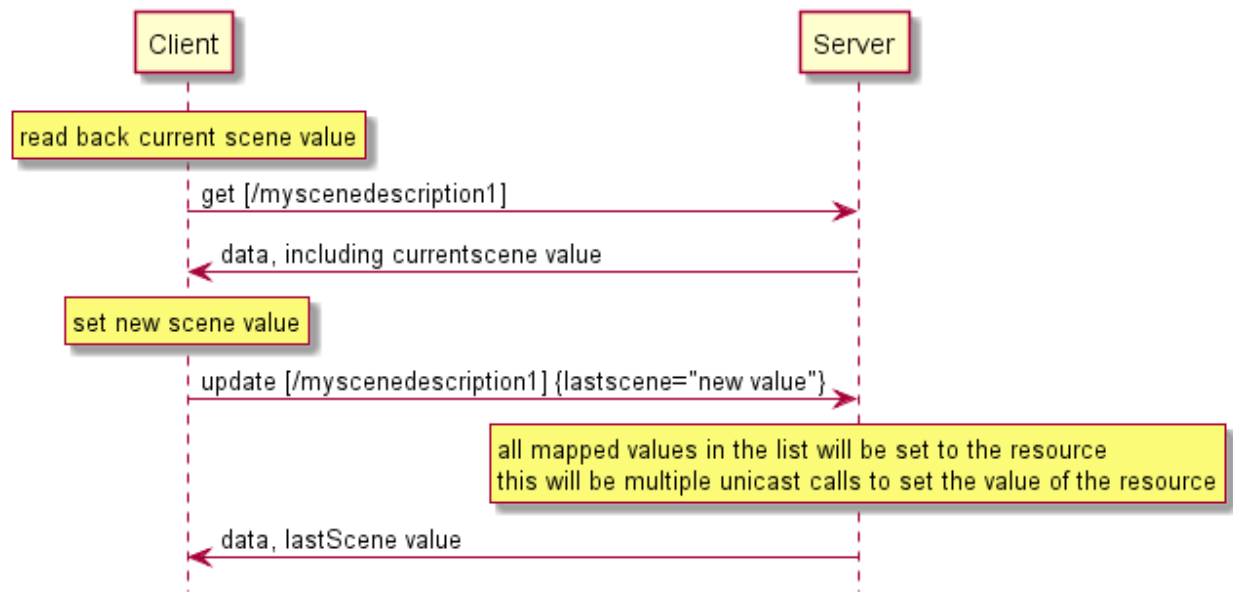 Client
Server
read back current scene value
get [/myscenedescription1]
data, including currentscene value
set new scene value
update [/myscenedescription1] {lastscene="new value"}
all mapped values in the list will be set to the resource
this will be multiple unicast calls to set the value of the resource
data, lastScene value